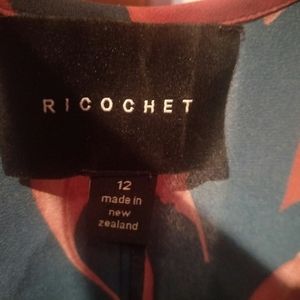 RICOCHET
12
made in
new
zealand